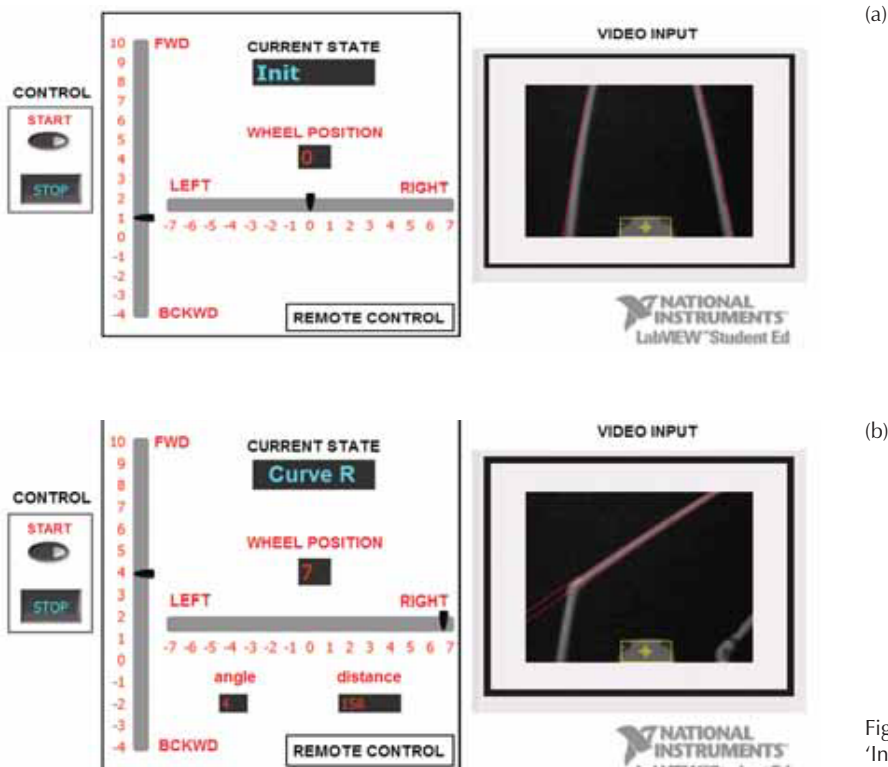 (a)
CONTROL
START
STOP
10
9
8
7
6
5
4
3
2
1
0
-1
-2
-3
-4
FWD
BCKWD
CURRENT STATE
Init
WHEEL POSITION
0
LEFT RIGHT
-7 -6 -5 -4 -3 -2 -1 0 1 2 3 4 5 6 7
REMOTE CONTROL
VIDEO INPUT
NATIONAL
INSTRUMENTS
LabVIEW™ Student Ed
(b)
CONTROL
START
STOP
10
9
8
7
6
5
4
3
2
1
0
-1
-2
-3
-4
FWD
BCKWD
CURRENT STATE
Curve R
WHEEL POSITION
7
LEFT RIGHT
-7 -6 -5 -4 -3 -2 -1 0 1 2 3 4 5 6 7
angle distance
4
REMOTE CONTROL
VIDEO INPUT
NATIONAL
INSTRUMENTS
Fig
'In